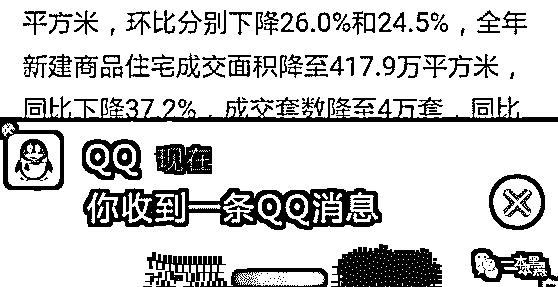 平方米，环比分别下降26.0%和24.5%，全年
新建商品住宅成交面积降至417.9万平方米，
同比下降37.2%，成交套数降至4万套，同比
QQ 现在
你收到一条QQ消息